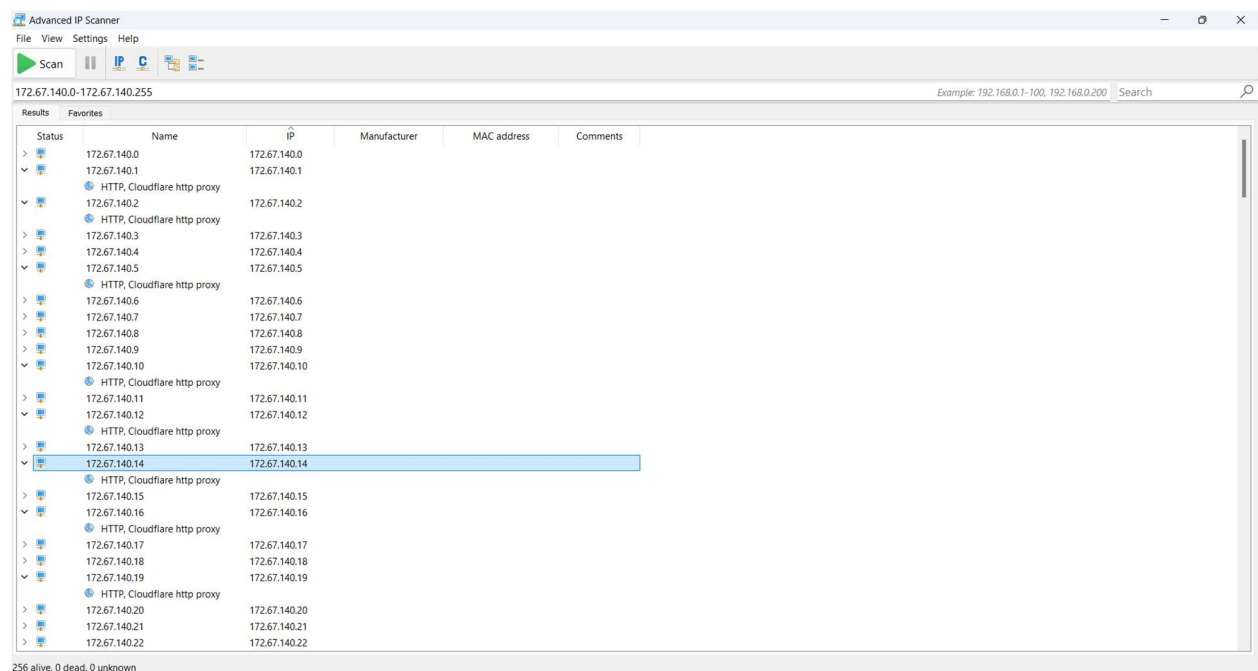 Advanced IP Scanner
File View Settings Help
Scan IP C
172.67.140.0-172.67.140.255 Example: 192.168.0.1-100, 192.168.0.200 Search
Results Favorites
Status Name IP Manufacturer MAC address Comments
172.67.140.0 172.67.140.0
172.67.140.1 172.67.140.1
HTTP, Cloudflare http proxy
172.67.140.2 172.67.140.2
HTTP, Cloudflare http proxy
172.67.140.3 172.67.140.3
172.67.140.4 172.67.140.4
172.67.140.5 172.67.140.5
HTTP, Cloudflare http proxy
172.67.140.6 172.67.140.6
172.67.140.7 172.67.140.7
172.67.140.8 172.67.140.8
172.67.140.9 172.67.140.9
172.67.140.10 172.67.140.10
HTTP, Cloudflare http proxy
172.67.140.11 172.67.140.11
172.67.140.12 172.67.140.12
HTTP, Cloudflare http proxy
172.67.140.13 172.67.140.13
172.67.140.14 172.67.140.14
HTTP, Cloudflare http proxy
172.67.140.15 172.67.140.15
172.67.140.16 172.67.140.16
HTTP, Cloudflare http proxy
172.67.140.17 172.67.140.17
172.67.140.18 172.67.140.18
172.67.140.19 172.67.140.19
HTTP, Cloudflare http proxy
172.67.140.20 172.67.140.20
172.67.140.21 172.67.140.21
172.67.140.22 172.67.140.22
256 alive, 0 dead, 0 unknown